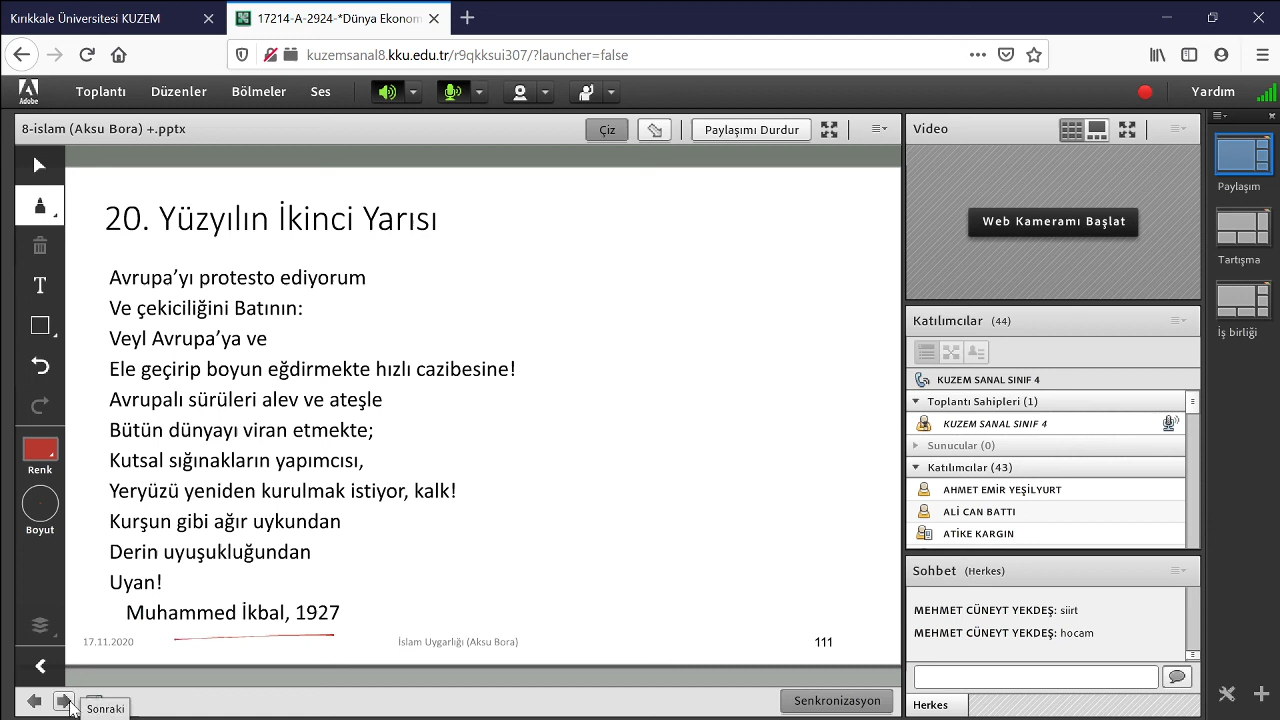 Kırıkkale Üniversitesi KUZEM
17214-A-2924-*Dünya Ekonom
kuzemsanal8.kku.edu.tr/r9qkksui307/?launcher=false
Adobe
Toplantı
Düzenler
Bölmeler
Ses
Yardım
8-islam (Aksu Bora) +.pptx
Çiz
Paylaşımı Durdur
20. Yüzyılın İkinci Yarısı
Avrupa’yı protesto ediyorum
Ve çekiciliğini Batının:
Veyl Avrupa’ya ve
Ele geçirip boyun eğdirmekte hızlı cazibesine!
Avrupalı sürüleri alev ve ateşle
Bütün dünyayı viran etmekte;
Kutsal sığınakların yapımcısı,
Yeryüzü yeniden kurulmak istiyor, kalk!
Kurşun gibi ağır uykundan
Derin uyuşukluğundan
Uyan!
Muhammed İkbal, 1927
17.11.2020
İslam Uygarlığı (Aksu Bora)
111
T
Renk
Boyut
Sonraki
Senkronizasyon
Video
Web Kameramı Başlat
Katılımcılar (44)
KUZEM SANAL SINIF 4
Toplantı Sahipleri (1)
KUZEM SANAL SINIF 4
Sunucular (0)
Katılımcılar (43)
AHMET EMİR YEŞİLYURT
ALİ CAN BATTI
ATİKE KARGIN
Sohbet (Herkes)
MEHMET CÜNEYT YEKDEŞ: siirt
MEHMET CÜNEYT YEKDEŞ: hocam
Herkes
Paylaşım
Tartışma
İş birliği